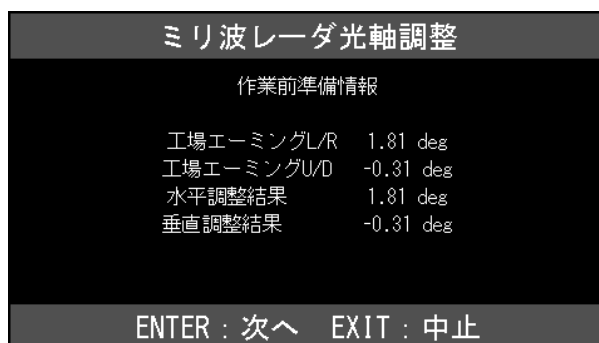 ミリ波レーダ光軸調整
作業前準備情報
工場エーミングL/R 1.81 deg
工場エーミングU/D -0.31 deg
水平調整結果 1.81 deg
垂直調整結果 -0.31 deg
ENTER：次へ EXIT：中止